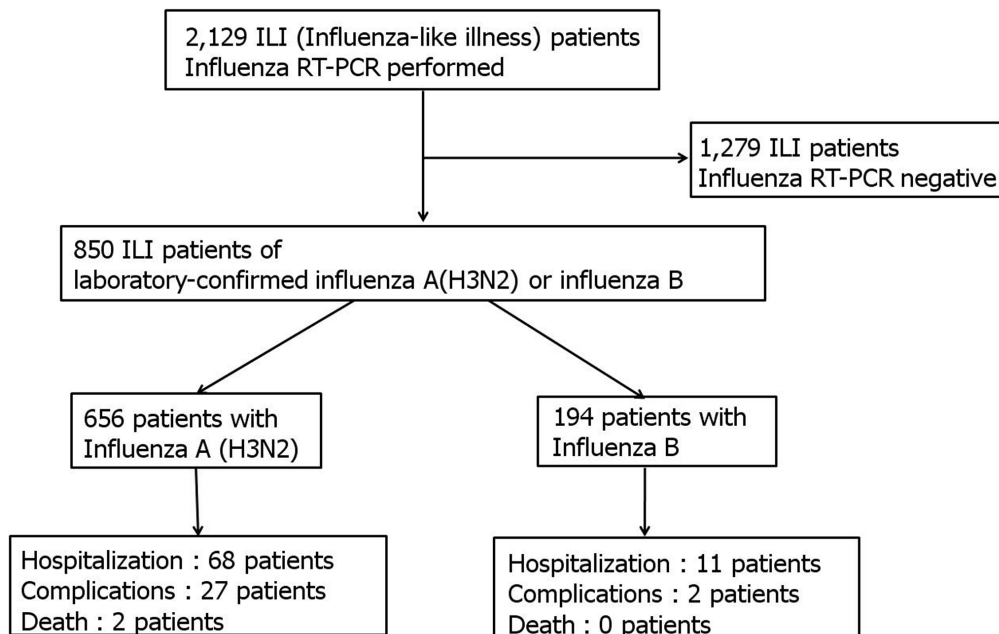 2,129 ILI (Influenza-like illness) patients
Influenza RT-PCR performed
1,279 ILI patients
Influenza RT-PCR negative
850 ILI patients of
laboratory-confirmed influenza A(H3N2) or influenza B
656 patients with
Influenza A (H3N2)
194 patients with
Influenza B
Hospitalization : 68 patients
Complications : 27 patients
Death : 2 patients
Hospitalization : 11 patients
Complications : 2 patients
Death : 0 patients